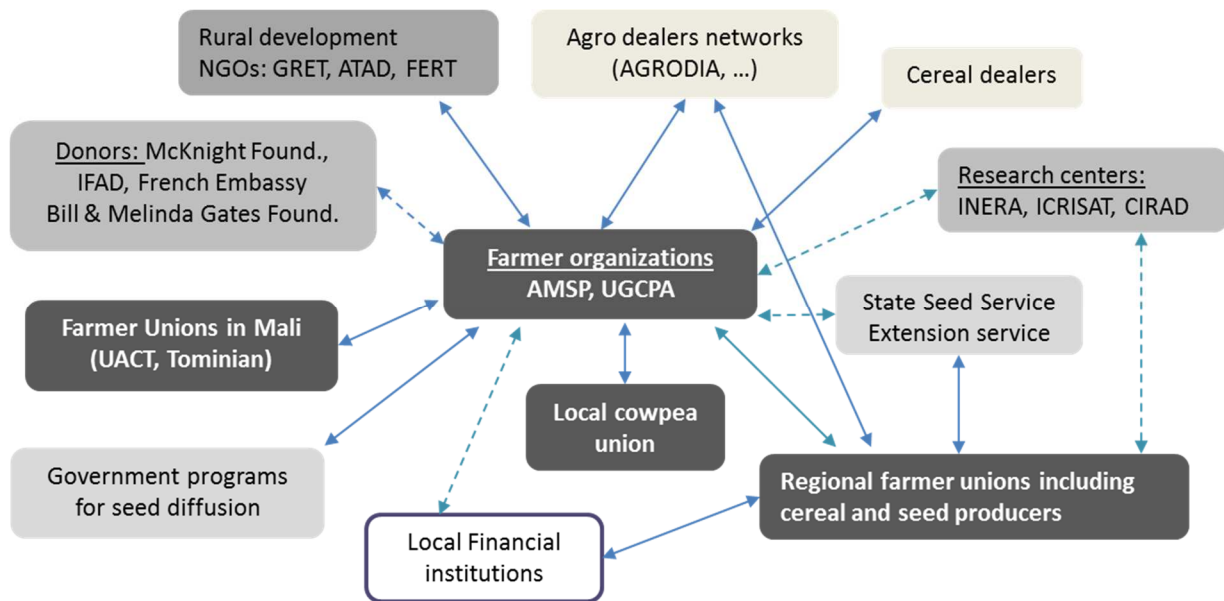 Rural development
NGOs: GRET, ATAD, FERT
Agro dealers networks
(AGRODIA, ...)
Cereal dealers
Donors: McKnight Found.,
IFAD, French Embassy
Bill & Melinda Gates Found.
Research centers:
INERA, ICRISAT, CIRAD
Farmer organizations
AMSP, UGCPA
State Seed Service
Extension service
Farmer Unions in Mali
(UACT, Tominian)
Local cowpea
union
Government programs
for seed diffusion
Regional farmer unions including
cereal and seed producers
Local Financial
institutions